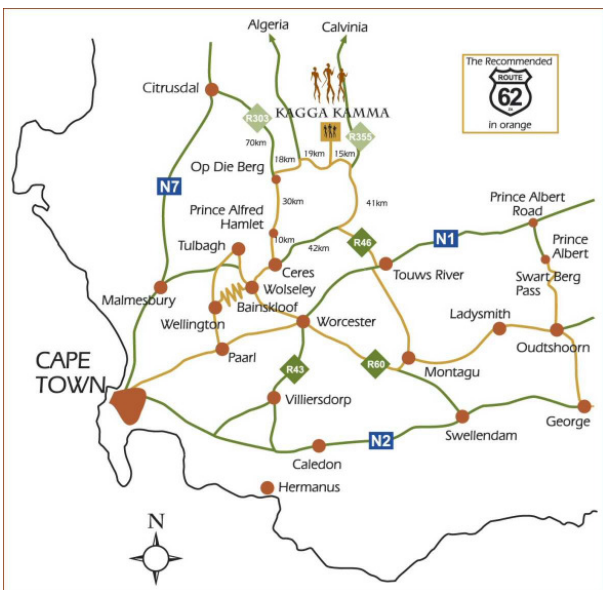 Algeria
Calvinia
The Recommended
ROUTE
62
in orange
Citrusdal
KAGGA KAMMA
R303
R355
70km
18km
19km
15km
Op Die Berg
N7
30km
41km
Prince Albert
Road
Prince Alfred
Hamlet
10km
42km
R46
N1
Prince
Albert
Tulbagh
Ceres
Touws River
Swart Berg
Pass
Malmesbury
Wolseley
Bainskloof
Wellington
Worcester
Ladysmith
Oudtshoorn
CAPE
TOWN
Paarl
R43
R60
Montagu
Villiersdorp
George
N2
Swellendam
Caledon
Hermanus
N